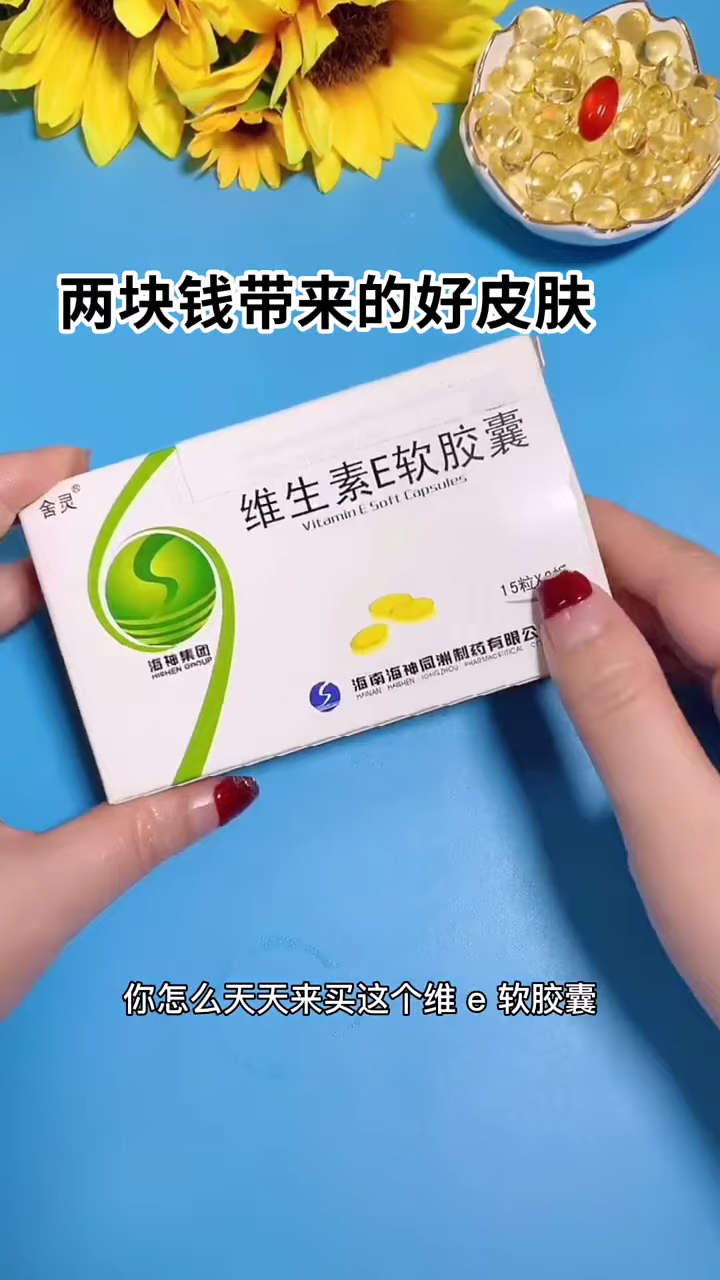 两块钱带来的好皮肤
舍灵®
维生素E软胶囊
Vitamin E Soft Capsules
15粒
海神集团
HISHEN GROUP
海南海神同洲制药有限公
PHARMACEUTICAL
你怎么天天来买这个维 e 软胶囊